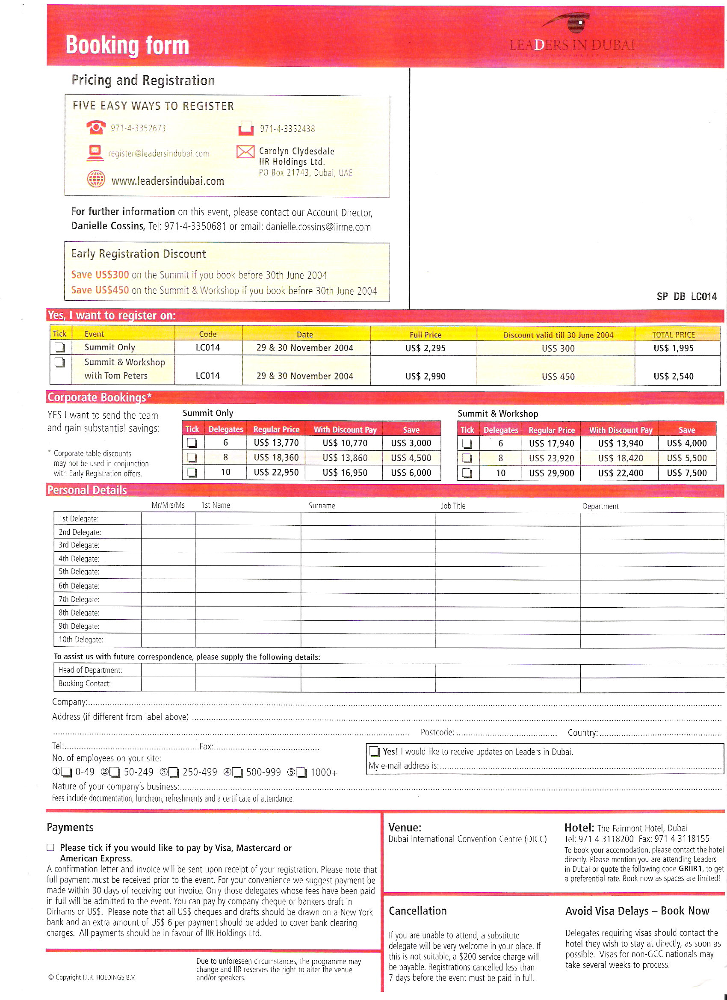 Booking form
LEADERS IN DUBAI
Pricing and Registration
FIVE EASY WAYS TO REGISTER
971-4-3352673
971-4-3352438
register@leadersindubai.com
Carolyn Clydesdale
IIR Holdings Ltd.
PO Box 21743, Dubai, UAE
www.leadersindubai.com
For further information on this event, please contact our Account Director,
Danielle Cossins, Tel: 971-4-3350681 or email: danielle.cossins@iirme.com
Early Registration Discount
Save US$300 on the Summit if you book before 30th June 2004
Save US$450 on the Summit & Workshop if you book before 30th June 2004
SP DB LC014
Yes, I want to register on:
Tick Event Code Date Full Price Discount valid till 30 June 2004 TOTAL PRICE
Summit Only LC014 29 & 30 November 2004 US$ 2,295 US$ 300 US$ 1,995
Summit & Workshop
with Tom Peters LC014 29 & 30 November 2004 US$ 2,990 US$ 450 US$ 2,540
Corporate Bookings*
YES I want to send the team
and gain substantial savings:
* Corporate table discounts
may not be used in conjunction
with Early Registration offers.
Summit Only
Tick Delegates Regular Price With Discount Pay Save
6 US$ 13,770 US$ 10,770 US$ 3,000
8 US$ 18,360 US$ 13,860 US$ 4,500
10 US$ 22,950 US$ 16,950 US$ 6,000
Summit & Workshop
Tick Delegates Regular Price With Discount Pay Save
6 US$ 17,940 US$ 13,940 US$ 4,000
8 US$ 23,920 US$ 18,420 US$ 5,500
10 US$ 29,900 US$ 22,400 US$ 7,500
Personal Details
Mr/Mrs/Ms 1st Name Surname Job Title Department
1st Delegate:
2nd Delegate:
3rd Delegate:
4th Delegate:
5th Delegate:
6th Delegate:
7th Delegate:
8th Delegate:
9th Delegate:
10th Delegate:
To assist us with future correspondence, please supply the following details:
Head of Department:
Booking Contact:
Company:
Address (if different from label above)
Postcode: Country:
Tel: Fax:
No. of employees on your site:
① 0-49 ② 50-249 ③ 250-499 ④ 500-999 ⑤ 1000+
Yes! I would like to receive updates on Leaders in Dubai.
My e-mail address is:
Nature of your company's business:
Fees include documentation, luncheon, refreshments and a certificate of attendance.
Payments
Please tick if you would like to pay by Visa, Mastercard or
American Express.
A confirmation letter and invoice will be sent upon receipt of your registration. Please note that
full payment must be received prior to the event. For your convenience we suggest payment be
made within 30 days of receiving our invoice. Only those delegates whose fees have been paid
in full will be admitted to the event. You can pay by company cheque or bankers draft in
Dirhams or US$. Please note that all US$ cheques and drafts should be drawn on a New York
bank and an extra amount of US$ 6 per payment should be added to cover bank clearing
charges. All payments should be in favour of IIR Holdings Ltd.
© Copyright I.I.R. HOLDINGS B.V.
Due to unforeseen circumstances, the programme may
change and IIR reserves the right to alter the venue
and/or speakers.
Venue:
Dubai International Convention Centre (DICC)
Hotel: The Fairmont Hotel, Dubai
Tel: 971 4 3118200 Fax: 971 4 3118155
To book your accomodation, please contact the hotel
directly. Please mention you are attending Leaders
in Dubai or quote the following code GRIIR1, to get
a preferential rate. Book now as spaces are limited!
Cancellation
If you are unable to attend, a substitute
delegate will be very welcome in your place. If
this is not suitable, a $200 service charge will
be payable. Registrations cancelled less than
7 days before the event must be paid in full.
Avoid Visa Delays – Book Now
Delegates requiring visas should contact the
hotel they wish to stay at directly, as soon as
possible. Visas for non-GCC nationals may
take several weeks to process.